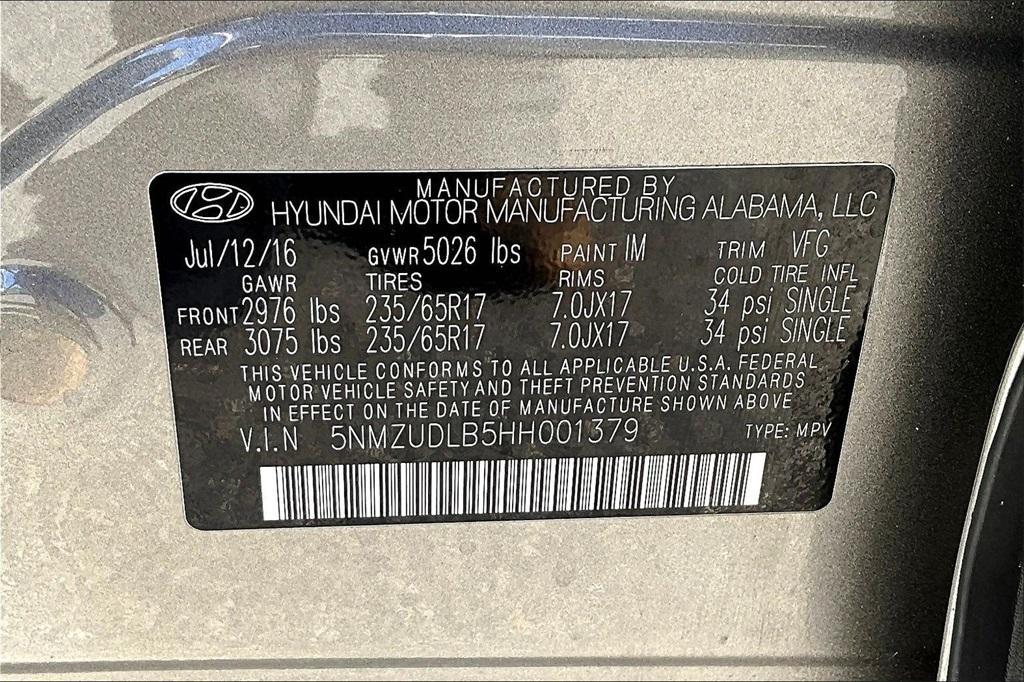 MANUFACTURED BY
HYUNDAI MOTOR MANUFACTURING ALABAMA, LLC
Jul/12/16 GVWR 5026 lbs PAINT IM TRIM VFG
GAWR TIRES RIMS COLD TIRE INFL
FRONT 2976 lbs 235/65R17 7.0JX17 34 psi SINGLE
REAR 3075 lbs 235/65R17 7.0JX17 34 psi SINGLE
THIS VEHICLE CONFORMS TO ALL APPLICABLE U.S.A. FEDERAL
MOTOR VEHICLE SAFETY AND THEFT PREVENTION STANDARDS
IN EFFECT ON THE DATE OF MANUFACTURE SHOWN ABOVE
V.I.N 5NMZUDLB5HH001379 TYPE: MPV